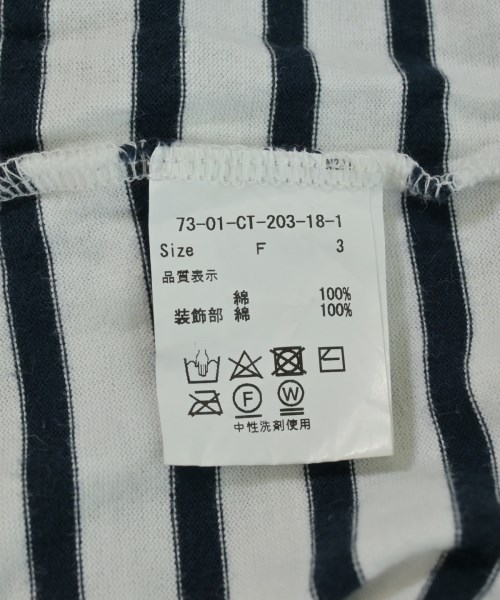 73-01-CT-203-18-1
Size F 3
品質表示
綿 100%
装飾部 綿 100%
F W
中性洗剤使用